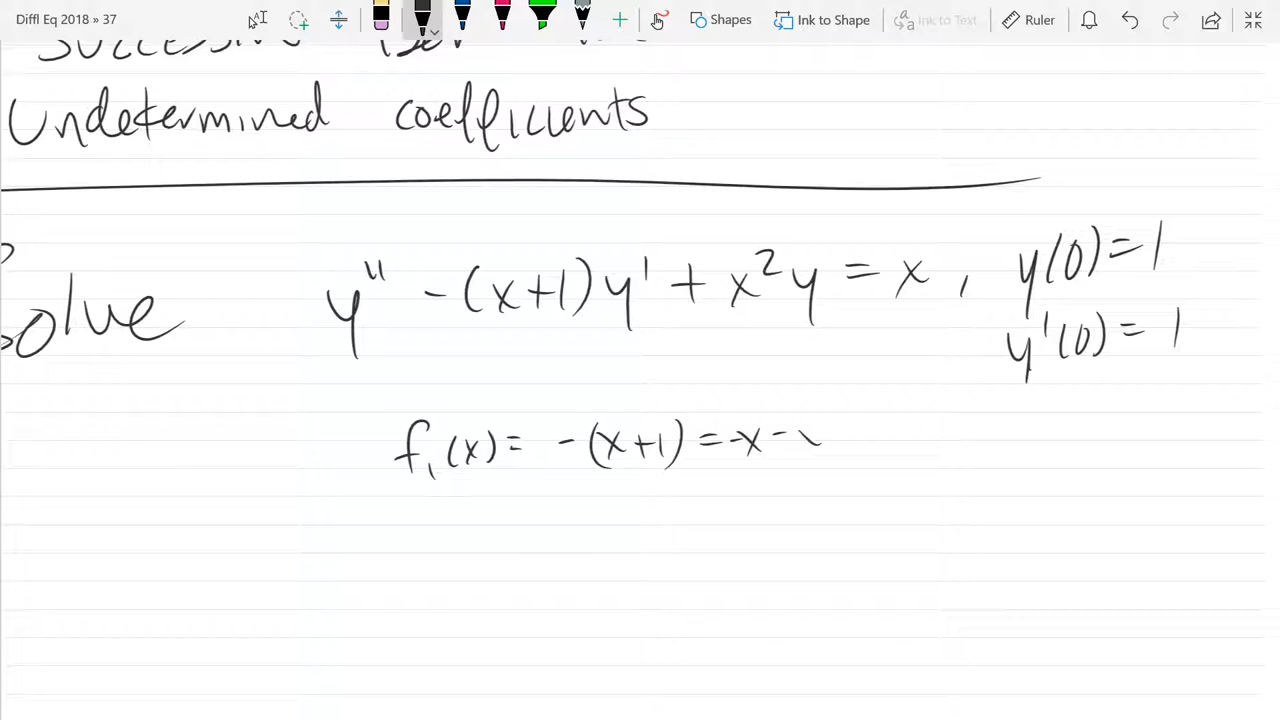 Diffl Eq 2018 » 37
Shapes
Ink to Shape
Ink to Text
Ruler
Undetermined coefficients
Solve y'' - (x+1)y' + x²y = x, y(0) = 1
y'(0) = 1
f₁(x) = -(x+1) = -x -